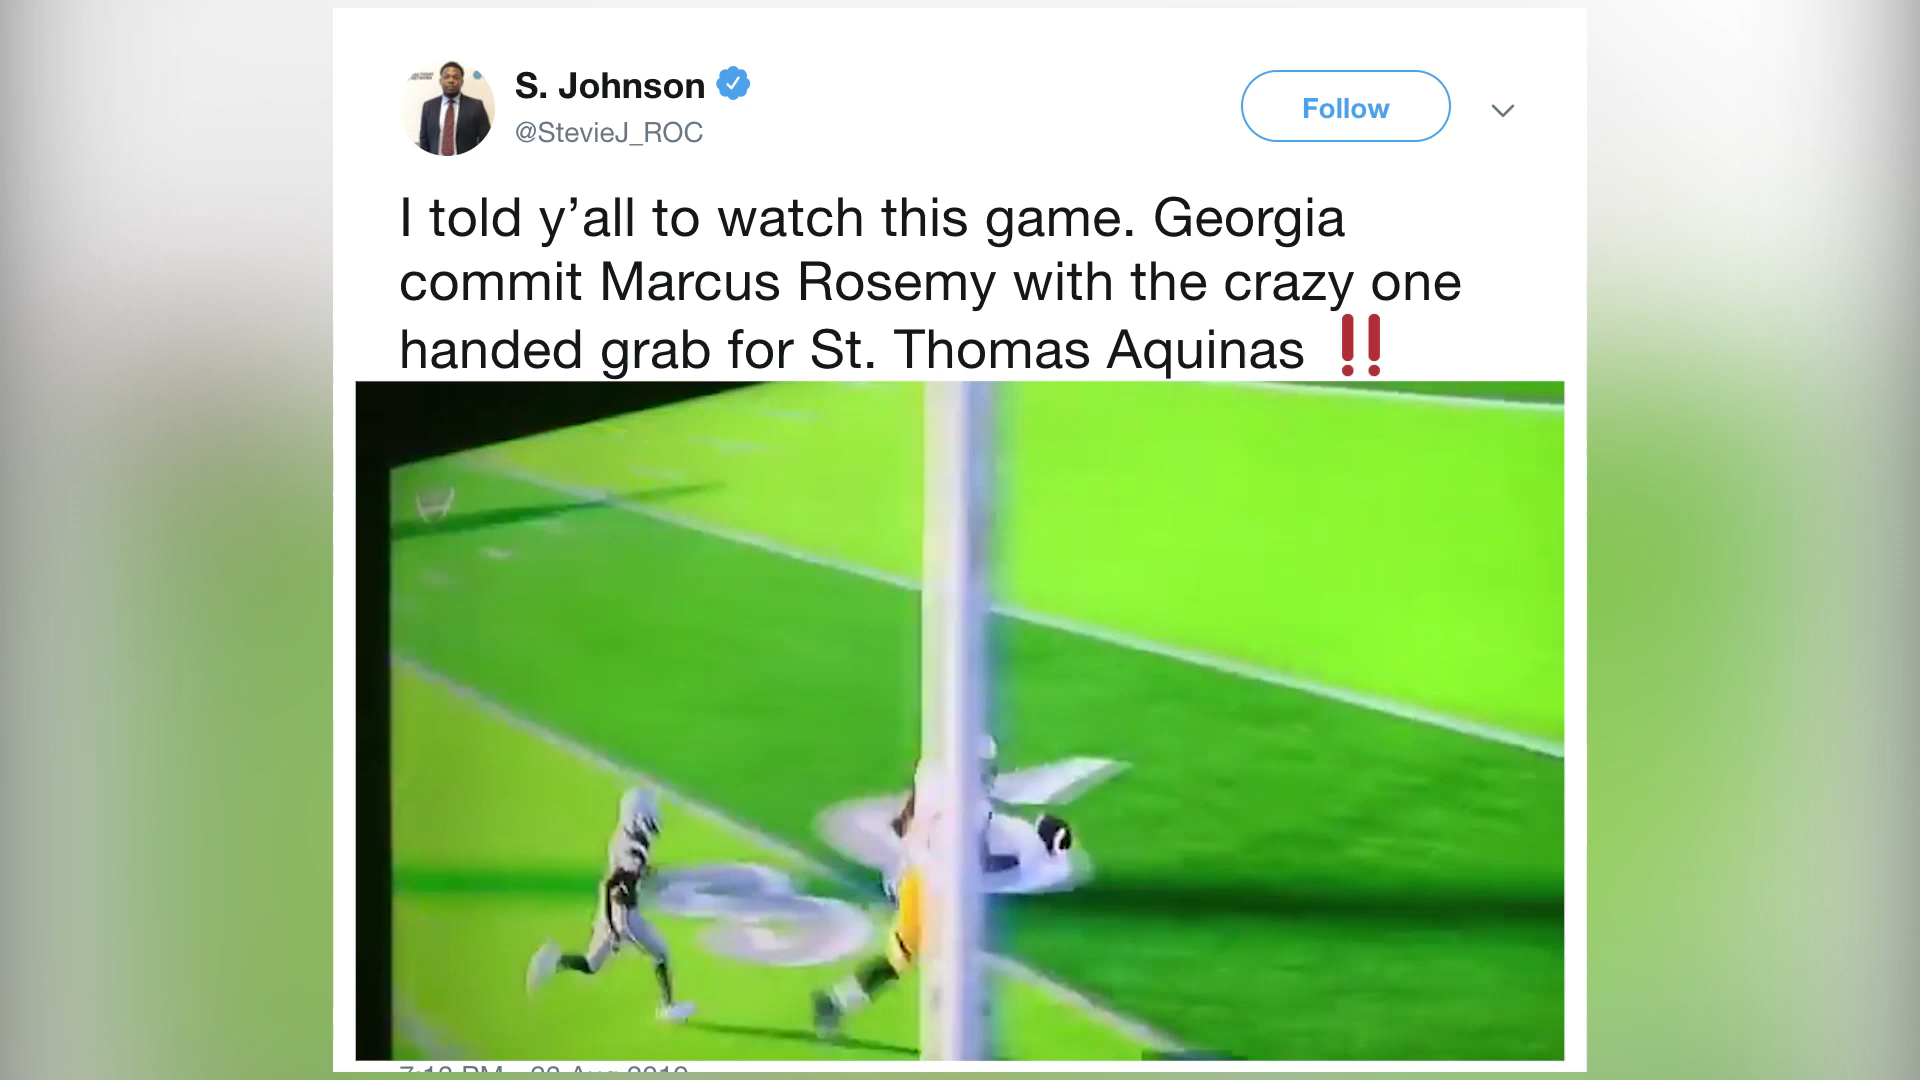 S. Johnson
@StevieJ_ROC
Follow
I told y’all to watch this game. Georgia
commit Marcus Rosemy with the crazy one
handed grab for St. Thomas Aquinas ‼